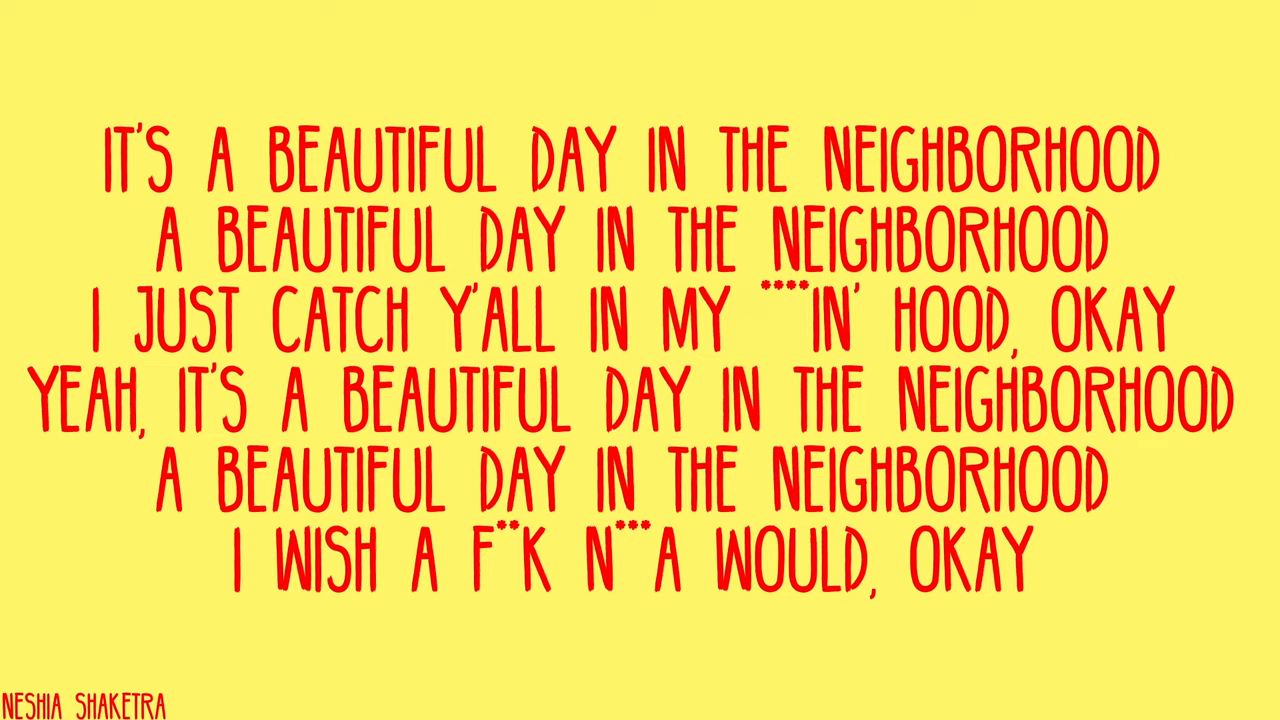 IT'S A BEAUTIFUL DAY IN THE NEIGHBORHOOD
A BEAUTIFUL DAY IN THE NEIGHBORHOOD
I JUST CATCH Y'ALL IN MY ****IN' HOOD, OKAY
YEAH, IT'S A BEAUTIFUL DAY IN THE NEIGHBORHOOD
A BEAUTIFUL DAY IN THE NEIGHBORHOOD
I WISH A F**K N***A WOULD, OKAY
NESHIA SHAKETRA